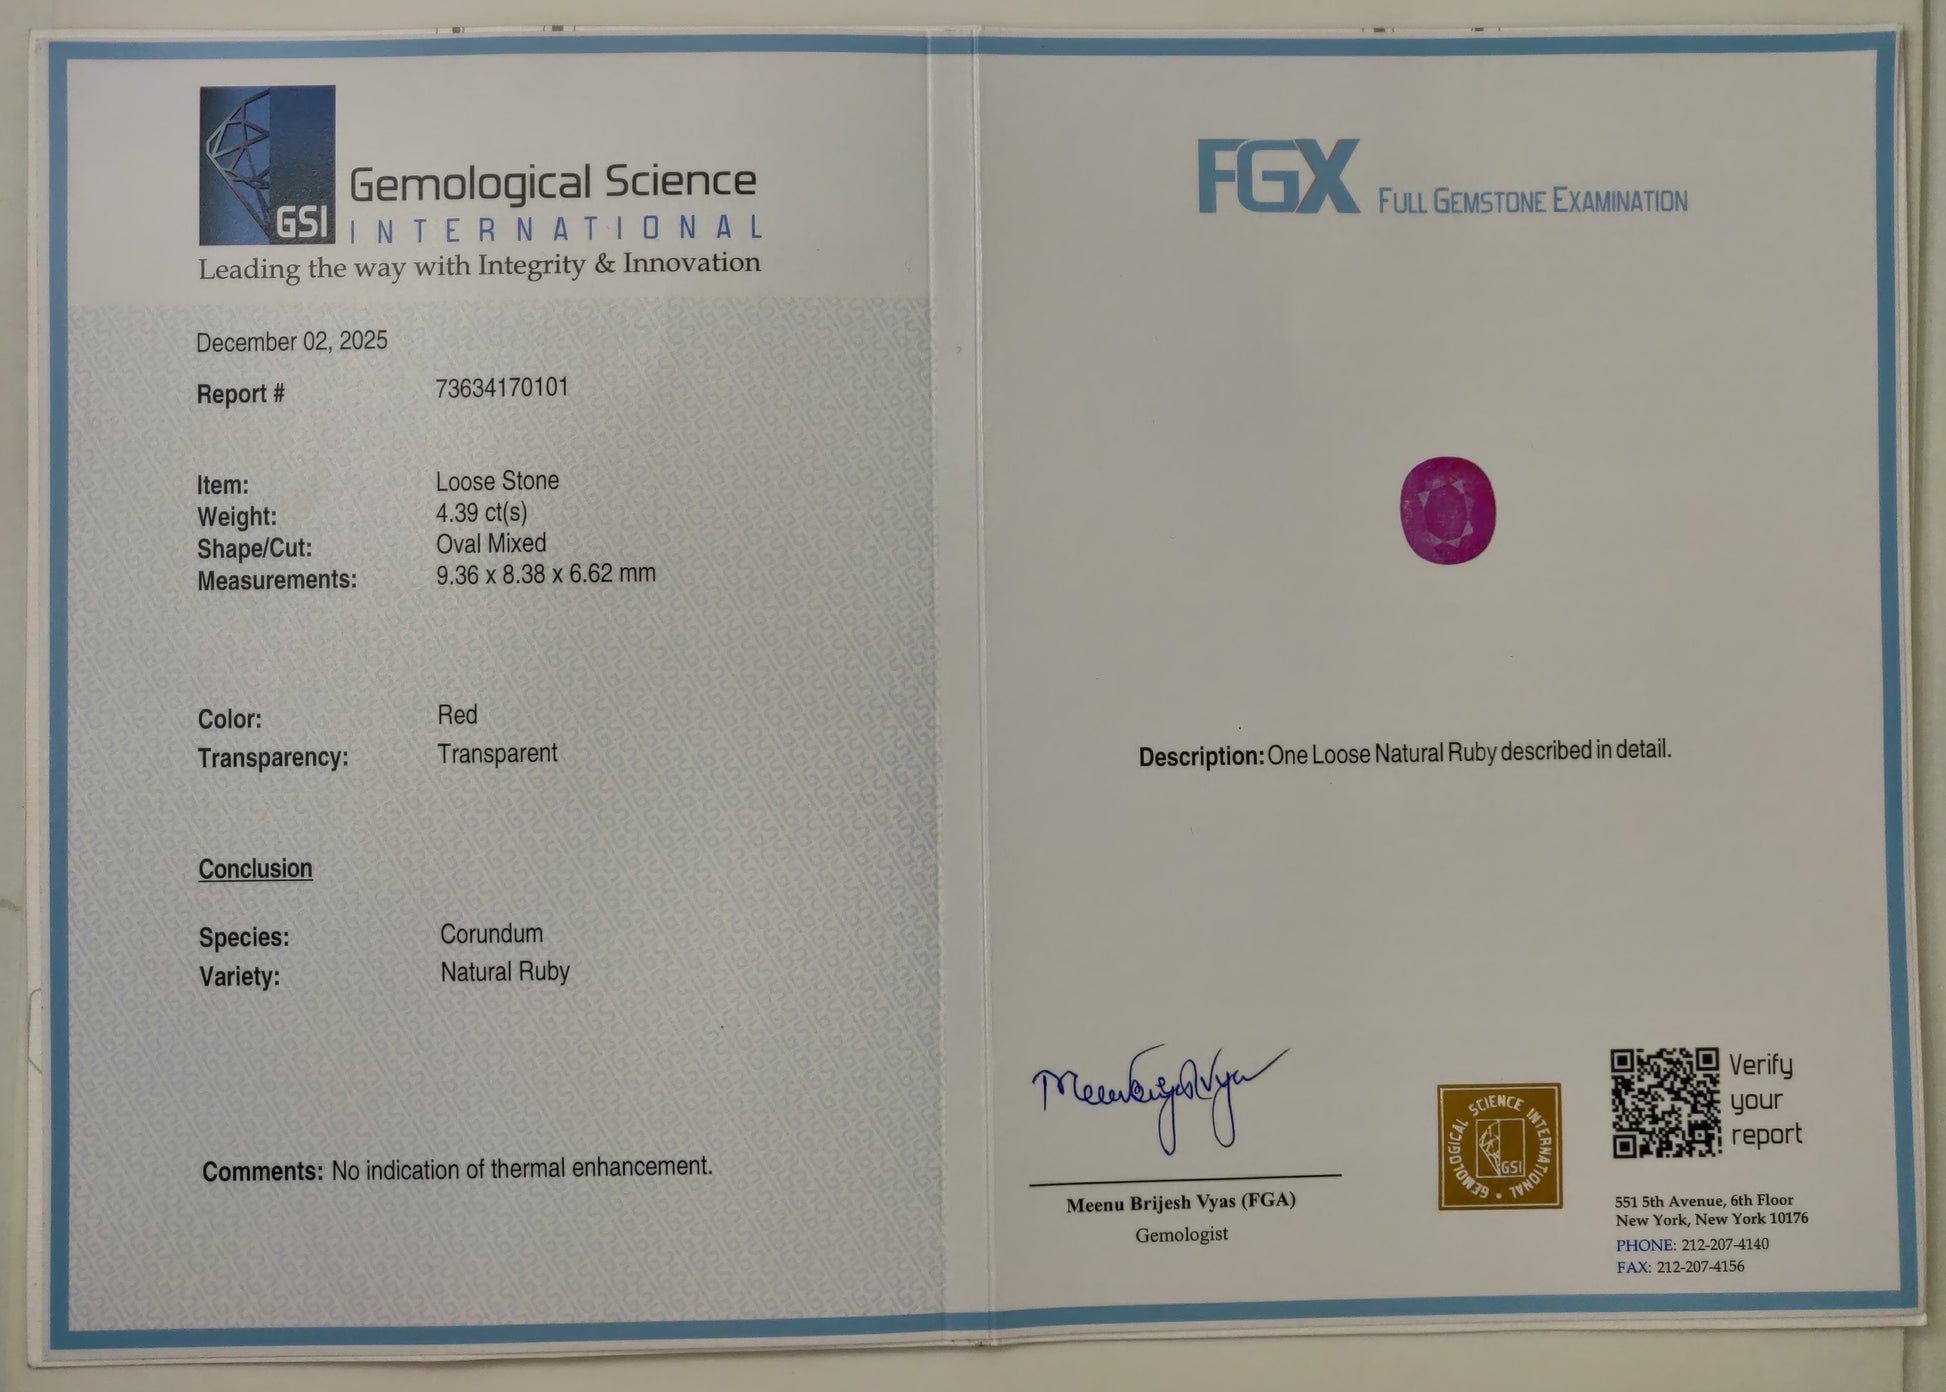 GSI
Gemological Science
INTERNATIONAL
Leading the way with Integrity & Innovation
December 02, 2025
Report # 73634170101
Item: Loose Stone
Weight: 4.39 ct(s)
Shape/Cut: Oval Mixed
Measurements: 9.36 x 8.38 x 6.62 mm
Color: Red
Transparency: Transparent
Conclusion
Species: Corundum
Variety: Natural Ruby
Comments: No indication of thermal enhancement.
FGX FULL GEMSTONE EXAMINATION
Description: One Loose Natural Ruby described in detail.
Meenu Brijesh Vyas
Meenu Brijesh Vyas (FGA)
Gemologist
GEMOLOGICAL SCIENCE INTERNATIONAL •
GSI
Verify
your
report
551 5th Avenue, 6th Floor
New York, New York 10176
PHONE: 212-207-4140
FAX: 212-207-4156